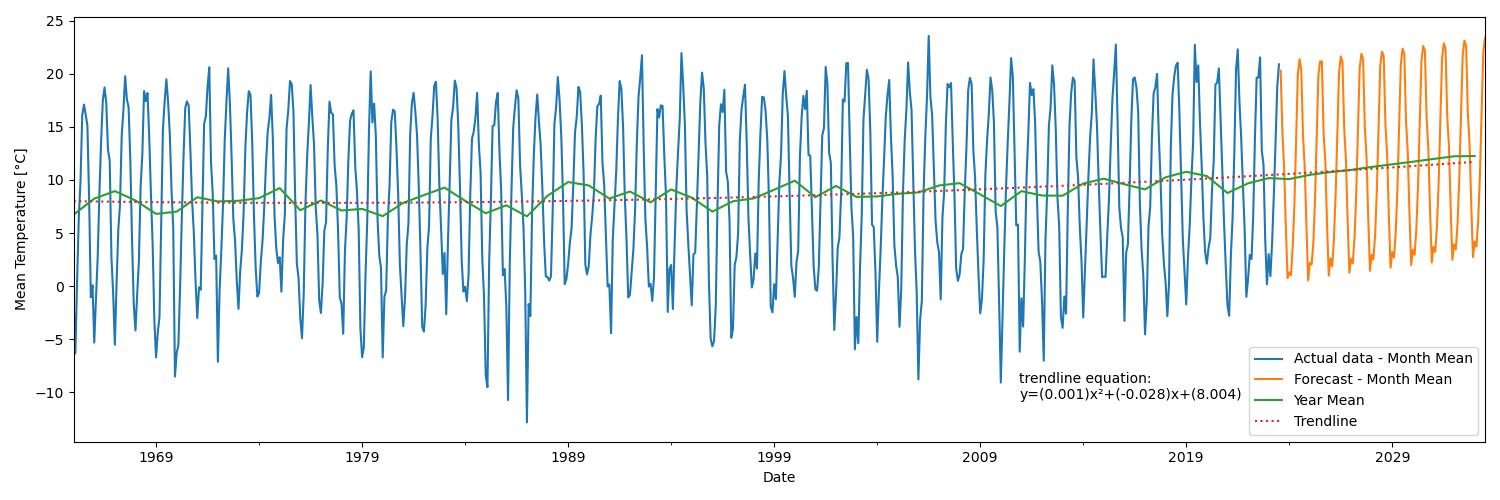 25
20
15
10
5
0
−5
−10
Mean Temperature [°C]
trendline equation:
y=(0.001)x²+(-0.028)x+(8.004)
Actual data - Month Mean
Forecast - Month Mean
Year Mean
Trendline
1969 1979 1989 1999 2009 2019 2029
Date